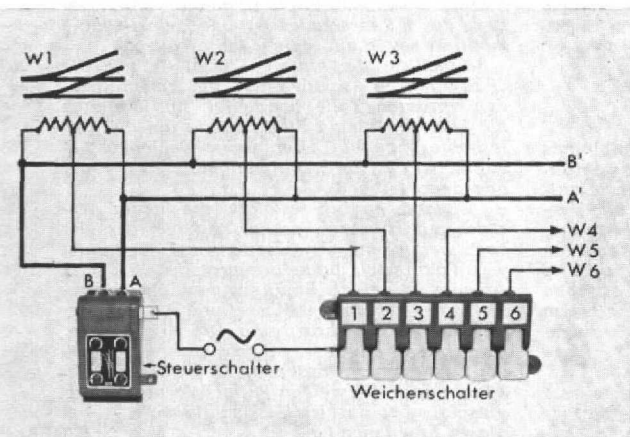 W1 W2 W3
B'
A'
W4
W5
W6
B A
1 2 3 4 5 6
Steuerschalter
Weichenschalter